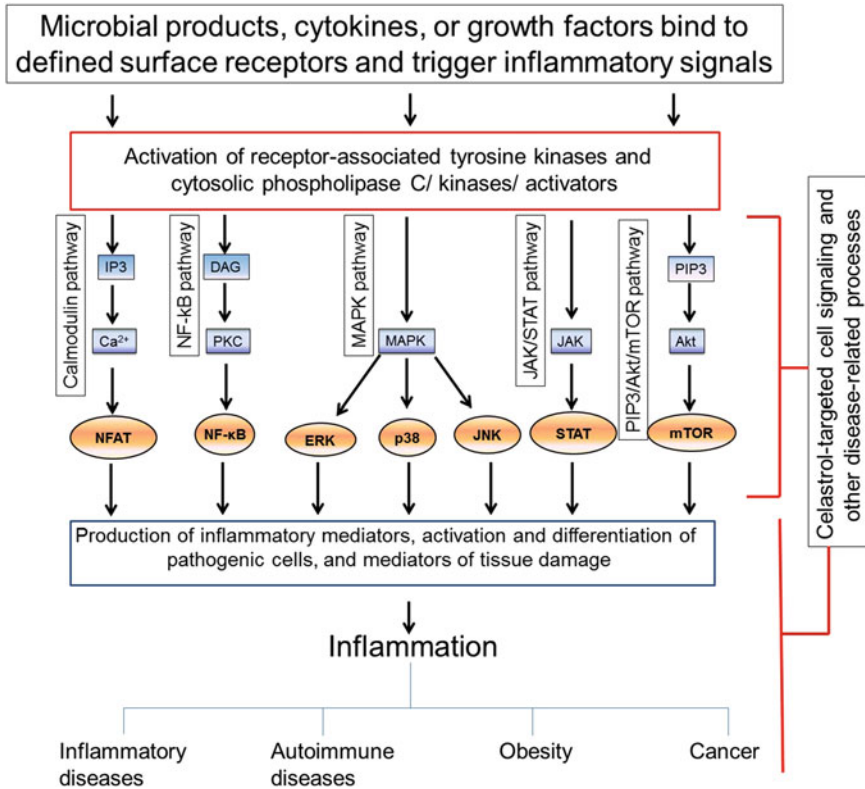 Microbial products, cytokines, or growth factors bind to
defined surface receptors and trigger inflammatory signals
Activation of receptor-associated tyrosine kinases and
cytosolic phospholipase C/ kinases/ activators
Calmodulin pathway
IP3
Ca²⁺
NFAT
NF-kB pathway
DAG
PKC
NF-κB
MAPK pathway
MAPK
ERK
p38
JNK
JAK/STAT pathway
JAK
STAT
PIP3/Akt/mTOR pathway
PIP3
Akt
mTOR
Production of inflammatory mediators, activation and differentiation of
pathogenic cells, and mediators of tissue damage
Inflammation
Inflammatory
diseases
Autoimmune
diseases
Obesity
Cancer
Celastrol-targeted cell signaling and
other disease-related processes